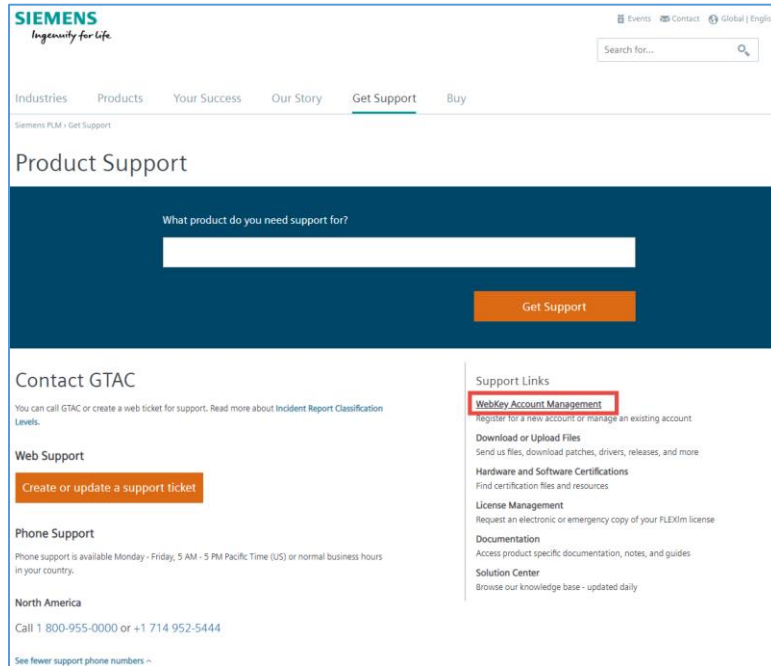 SIEMENS
Ingenuity for life
Events Contact Global | Englis
Search for...
Industries Products Your Success Our Story Get Support Buy
Siemens PLM › Get Support
Product Support
What product do you need support for?
Get Support
Contact GTAC
You can call GTAC or create a web ticket for support. Read more about Incident Report Classification
Levels.
Web Support
Create or update a support ticket
Phone Support
Phone support is available Monday - Friday, 5 AM - 5 PM Pacific Time (US) or normal business hours
in your country.
North America
Call 1 800-955-0000 or +1 714 952-5444
See fewer support phone numbers
Support Links
WebKey Account Management
Register for a new account or manage an existing account
Download or Upload Files
Send us files, download patches, drivers, releases, and more
Hardware and Software Certifications
Find certification files and resources
License Management
Request an electronic or emergency copy of your FLEXlm license
Documentation
Access product specific documentation, notes, and guides
Solution Center
Browse our knowledge base - updated daily